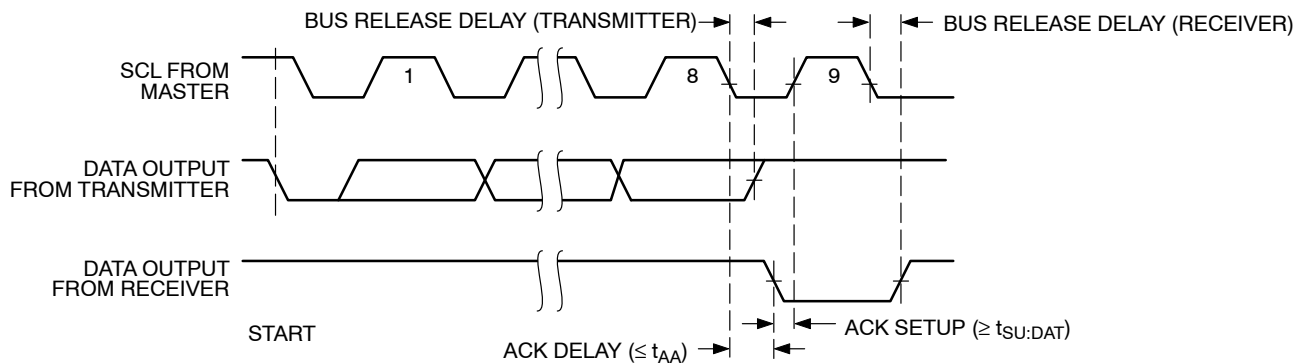 BUS RELEASE DELAY (TRANSMITTER)
BUS RELEASE DELAY (RECEIVER)
SCL FROM
MASTER
1
8
9
DATA OUTPUT
FROM TRANSMITTER
DATA OUTPUT
FROM RECEIVER
START
ACK SETUP (≥ tSU:DAT)
ACK DELAY (≤ tAA)